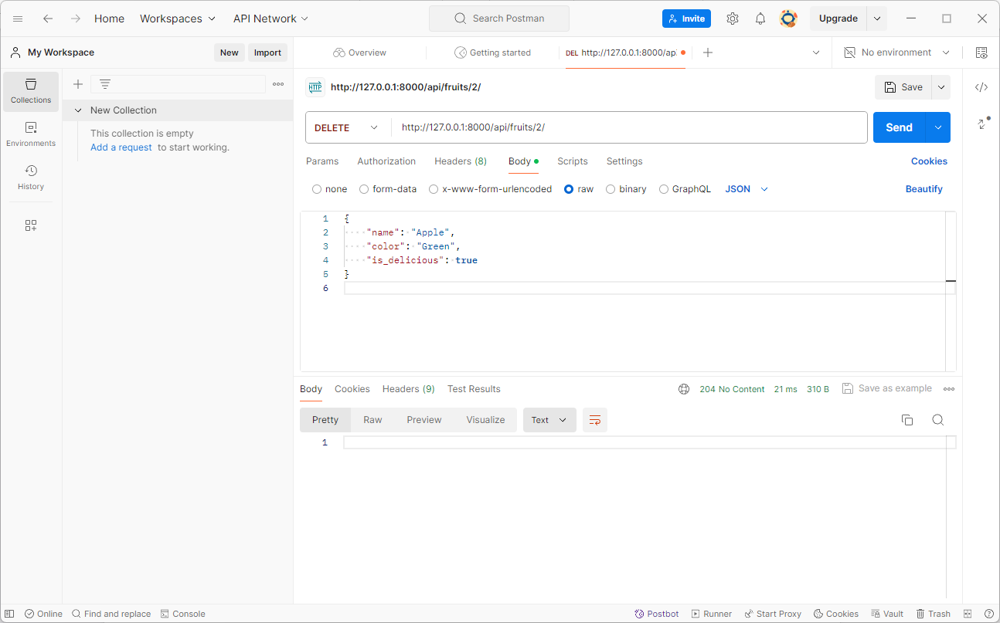 Home Workspaces API Network Search Postman Invite Upgrade
My Workspace New Import Overview Getting started DEL http://127.0.0.1:8000/ap No environment
Collections
Environments
History
New Collection
This collection is empty
Add a request to start working.
HTTP http://127.0.0.1:8000/api/fruits/2/ Save
DELETE http://127.0.0.1:8000/api/fruits/2/ Send
Params Authorization Headers (8) Body Scripts Settings Cookies
none form-data x-www-form-urlencoded raw binary GraphQL JSON Beautify
1 {
2 "name": "Apple",
3 "color": "Green",
4 "is_delicious": true
5 }
6
Body Cookies Headers (9) Test Results 204 No Content 21 ms 310 B Save as example
Pretty Raw Preview Visualize Text
1
Online Find and replace Console Postbot Runner Start Proxy Cookies Vault Trash